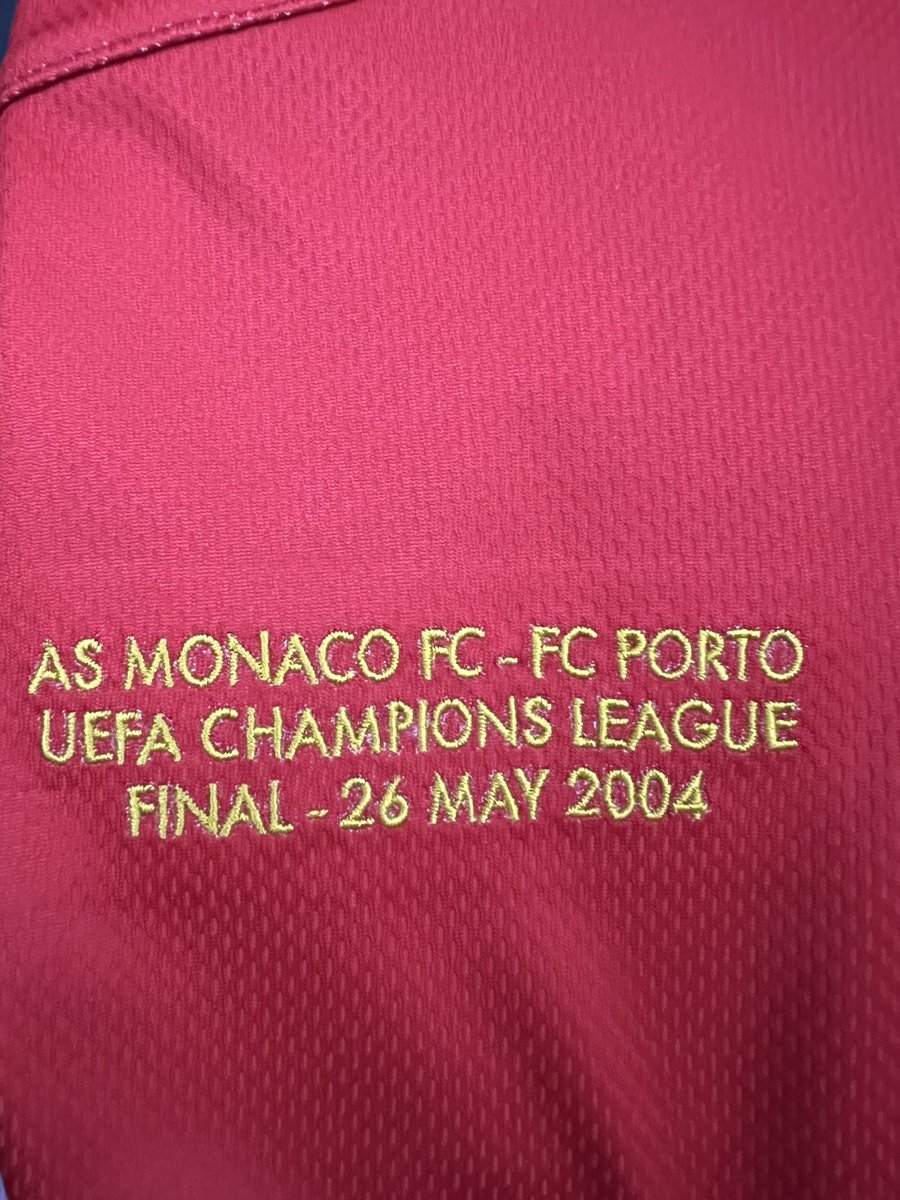 AS MONACO FC - FC PORTO
UEFA CHAMPIONS LEAGUE
FINAL - 26 MAY 2004